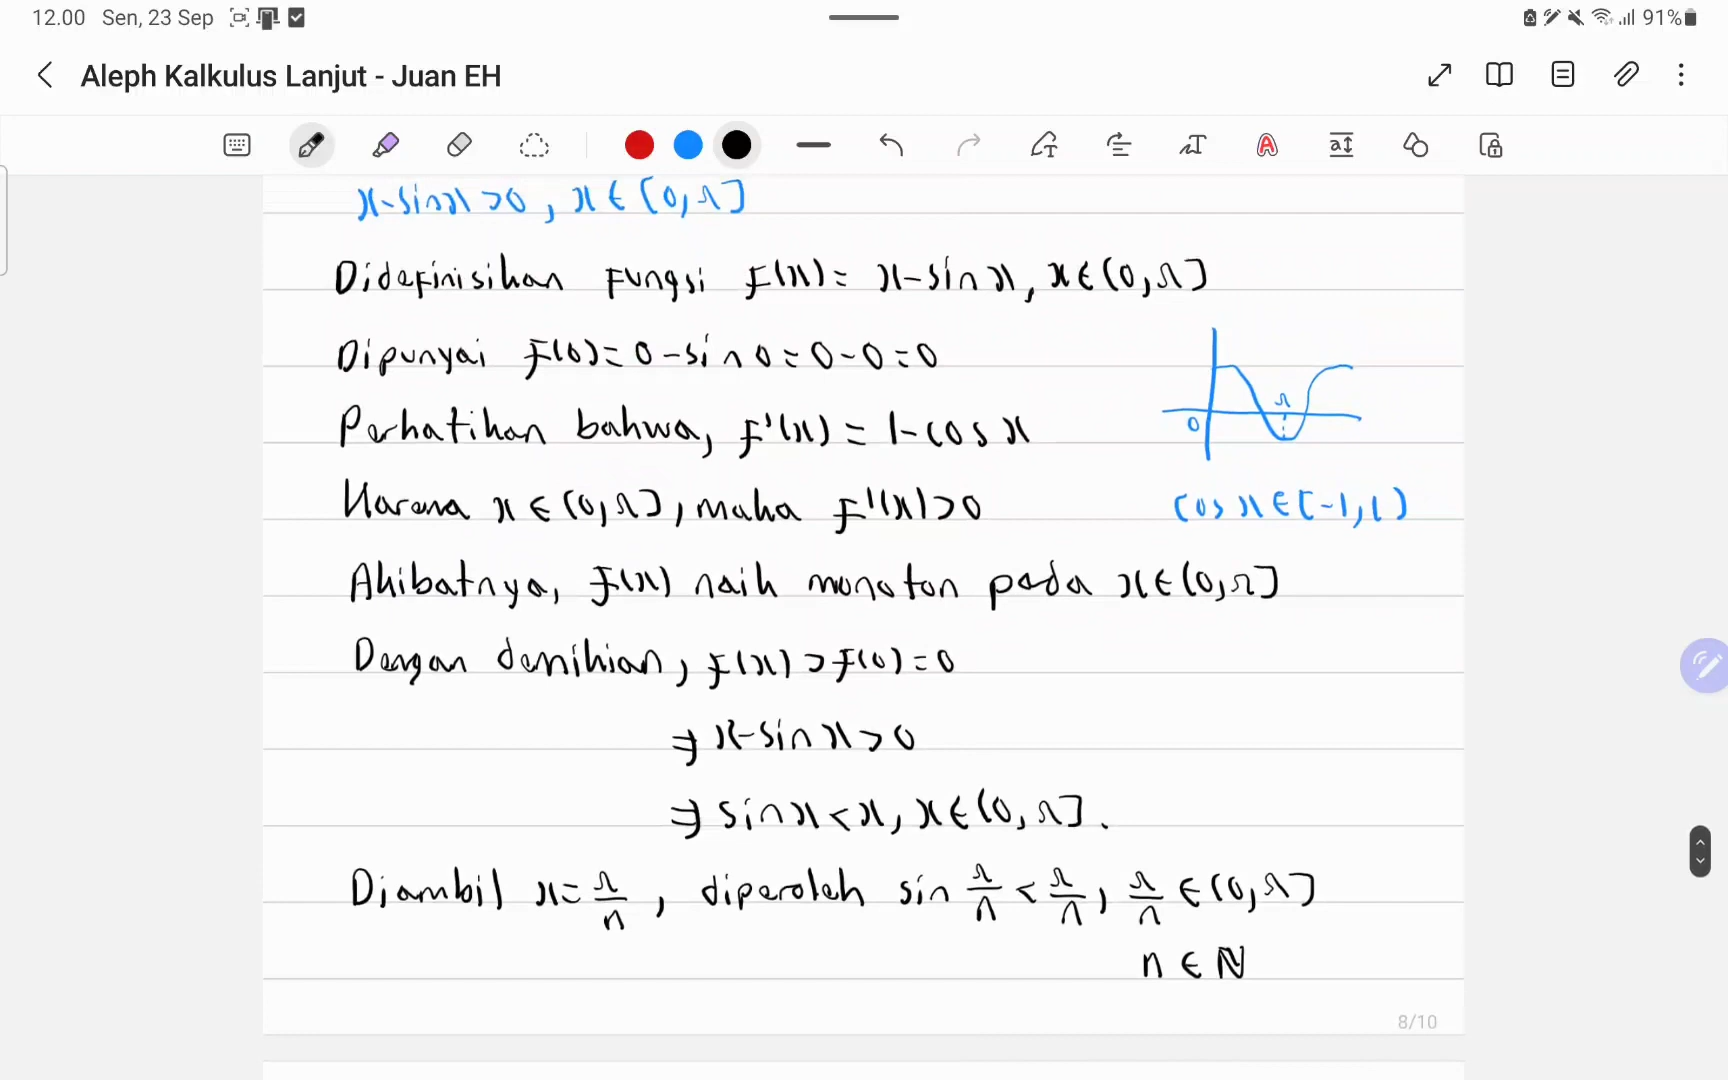 12.00 Sen, 23 Sep
91%
Aleph Kalkulus Lanjut - Juan EH
x-sin x > 0, x ∈ (0, π]
Didefinisikan Fungsi F(x) = x - sin x, x ∈ (0, π]
Dipunyai F(0) = 0 - sin 0 = 0 - 0 = 0
Perhatikan bahwa, F'(x) = 1 - cos x
Karena x ∈ (0, π], maka F'(x) > 0
0
π
cos x ∈ [-1, 1)
Akibatnya, F(x) naik monoton pada x ∈ (0, π]
Dengan demikian, F(x) > F(0) = 0
⇒ x - sin x > 0
⇒ sin x < x, x ∈ (0, π].
Diambil x = π/n, diperoleh sin π/n < π/n, π/n ∈ (0, π]
n ∈ ℕ
8/10